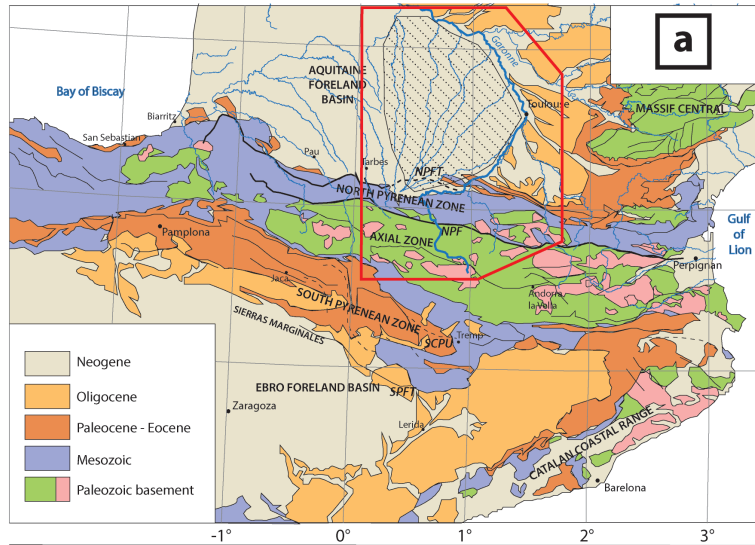 a
Garonne
AQUITAINE
FORELAND
BASIN
Bay of Biscay
Toulouse
MASSIF CENTRAL
Biarritz
San Sebastian
Pau
Tarbes
NPFT
NORTH PYRENEAN ZONE
Gulf
of
Lion
NPF
AXIAL ZONE
Pamplona
Perpignan
Jaca
SOUTH PYRENEAN ZONE
Andorra
la Vella
SIERRAS MARGINALES
Tremp
SCPU
Neogene
Oligocene
Paleocene - Eocene
Mesozoic
Paleozoic basement
EBRO FORELAND BASIN
SPFT
Zaragoza
Lerida
CATALAN COASTAL RANGE
Barelona
-1°
0°
1°
2°
3°